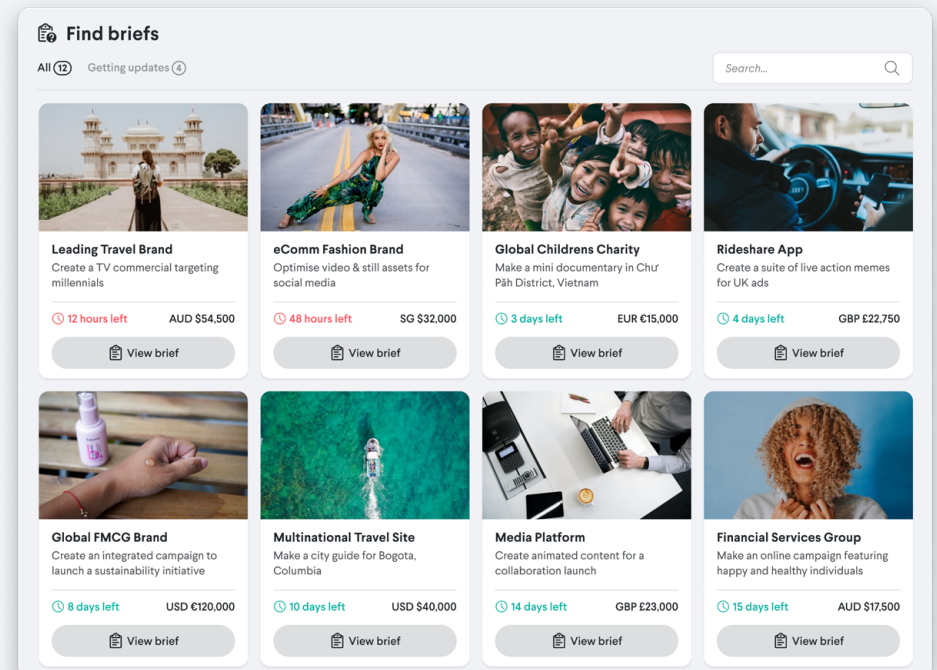 Find briefs
All 12
Getting updates 4
Search...
Leading Travel Brand
Create a TV commercial targeting
millennials
12 hours left
AUD $54,500
View brief
eComm Fashion Brand
Optimise video & still assets for
social media
48 hours left
SG $32,000
View brief
Global Childrens Charity
Make a mini documentary in Chư
Păh District, Vietnam
3 days left
EUR €15,000
View brief
Rideshare App
Create a suite of live action memes
for UK ads
4 days left
GBP £22,750
View brief
Global FMCG Brand
Create an integrated campaign to
launch a sustainability initiative
8 days left
USD €120,000
View brief
Multinational Travel Site
Make a city guide for Bogota,
Columbia
10 days left
USD $40,000
View brief
Media Platform
Create animated content for a
collaboration launch
14 days left
GBP £23,000
View brief
Financial Services Group
Make an online campaign featuring
happy and healthy individuals
15 days left
AUD $17,500
View brief